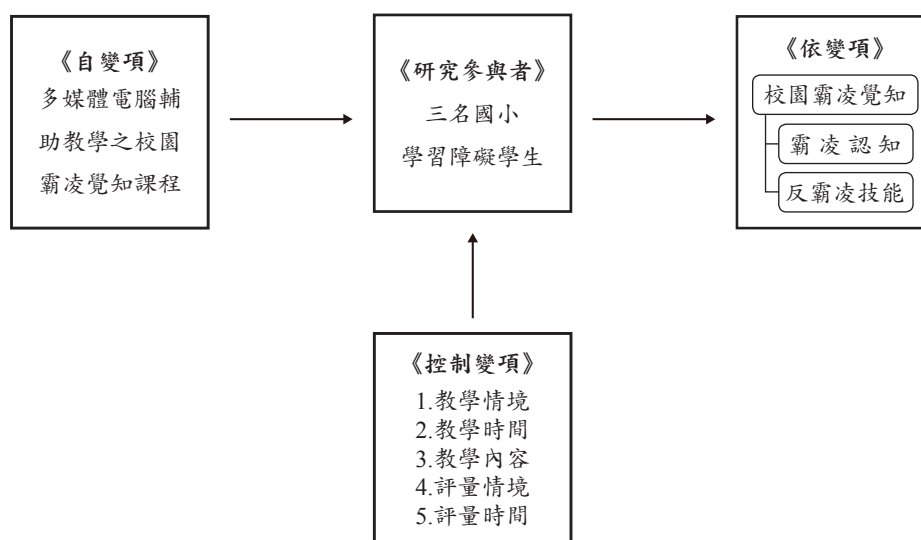 《自變項》
多媒體電腦輔
助教學之校園
霸凌覺知課程
《研究參與者》
三名國小
學習障礙學生
《依變項》
校園霸凌覺知
霸凌認知
反霸凌技能
《控制變項》
1.教學情境
2.教學時間
3.教學內容
4.評量情境
5.評量時間